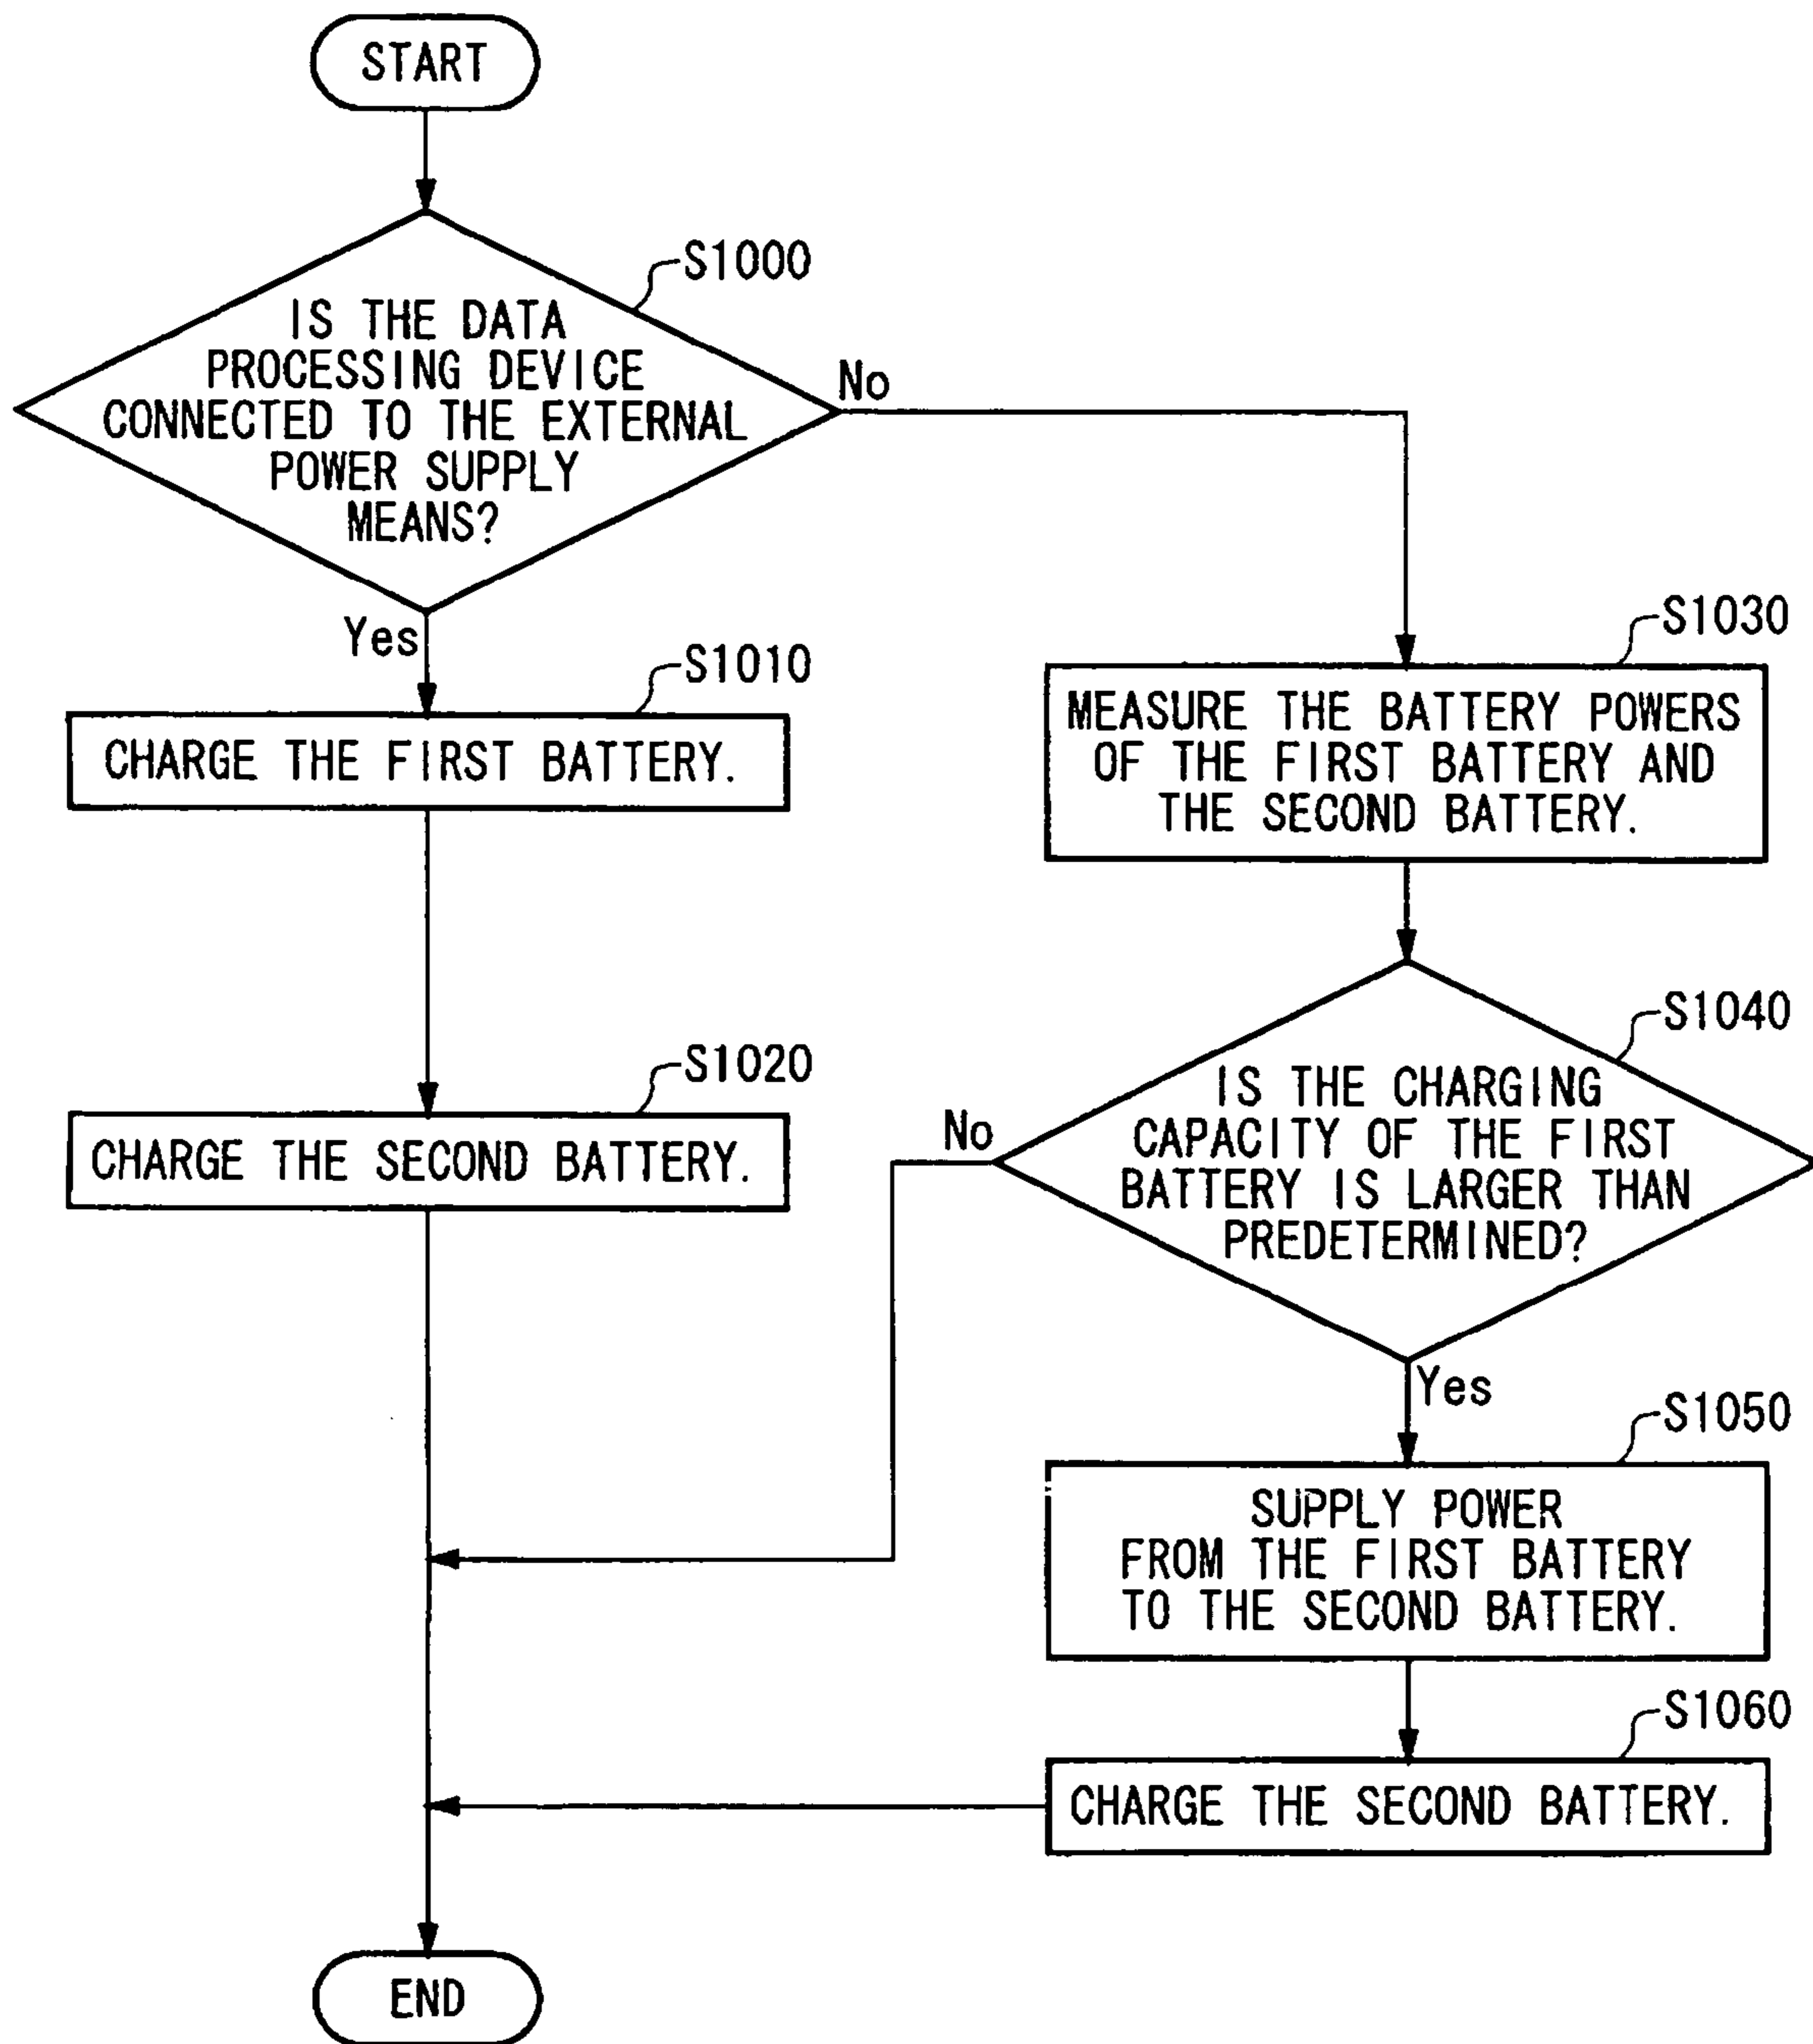 START
S1000
IS THE DATA
PROCESSING DEVICE
CONNECTED TO THE EXTERNAL
POWER SUPPLY
MEANS?
No
Yes
S1010
CHARGE THE FIRST BATTERY.
S1020
CHARGE THE SECOND BATTERY.
S1030
MEASURE THE BATTERY POWERS
OF THE FIRST BATTERY AND
THE SECOND BATTERY.
S1040
IS THE CHARGING
CAPACITY OF THE FIRST
BATTERY IS LARGER THAN
PREDETERMINED?
No
Yes
S1050
SUPPLY POWER
FROM THE FIRST BATTERY
TO THE SECOND BATTERY.
S1060
CHARGE THE SECOND BATTERY.
END